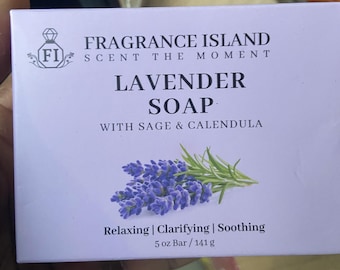 FI
FRAGRANCE ISLAND
SCENT THE MOMENT
LAVENDER
SOAP
WITH SAGE & CALENDULA
Relaxing | Clarifying | Soothing
5 oz Bar / 141 g